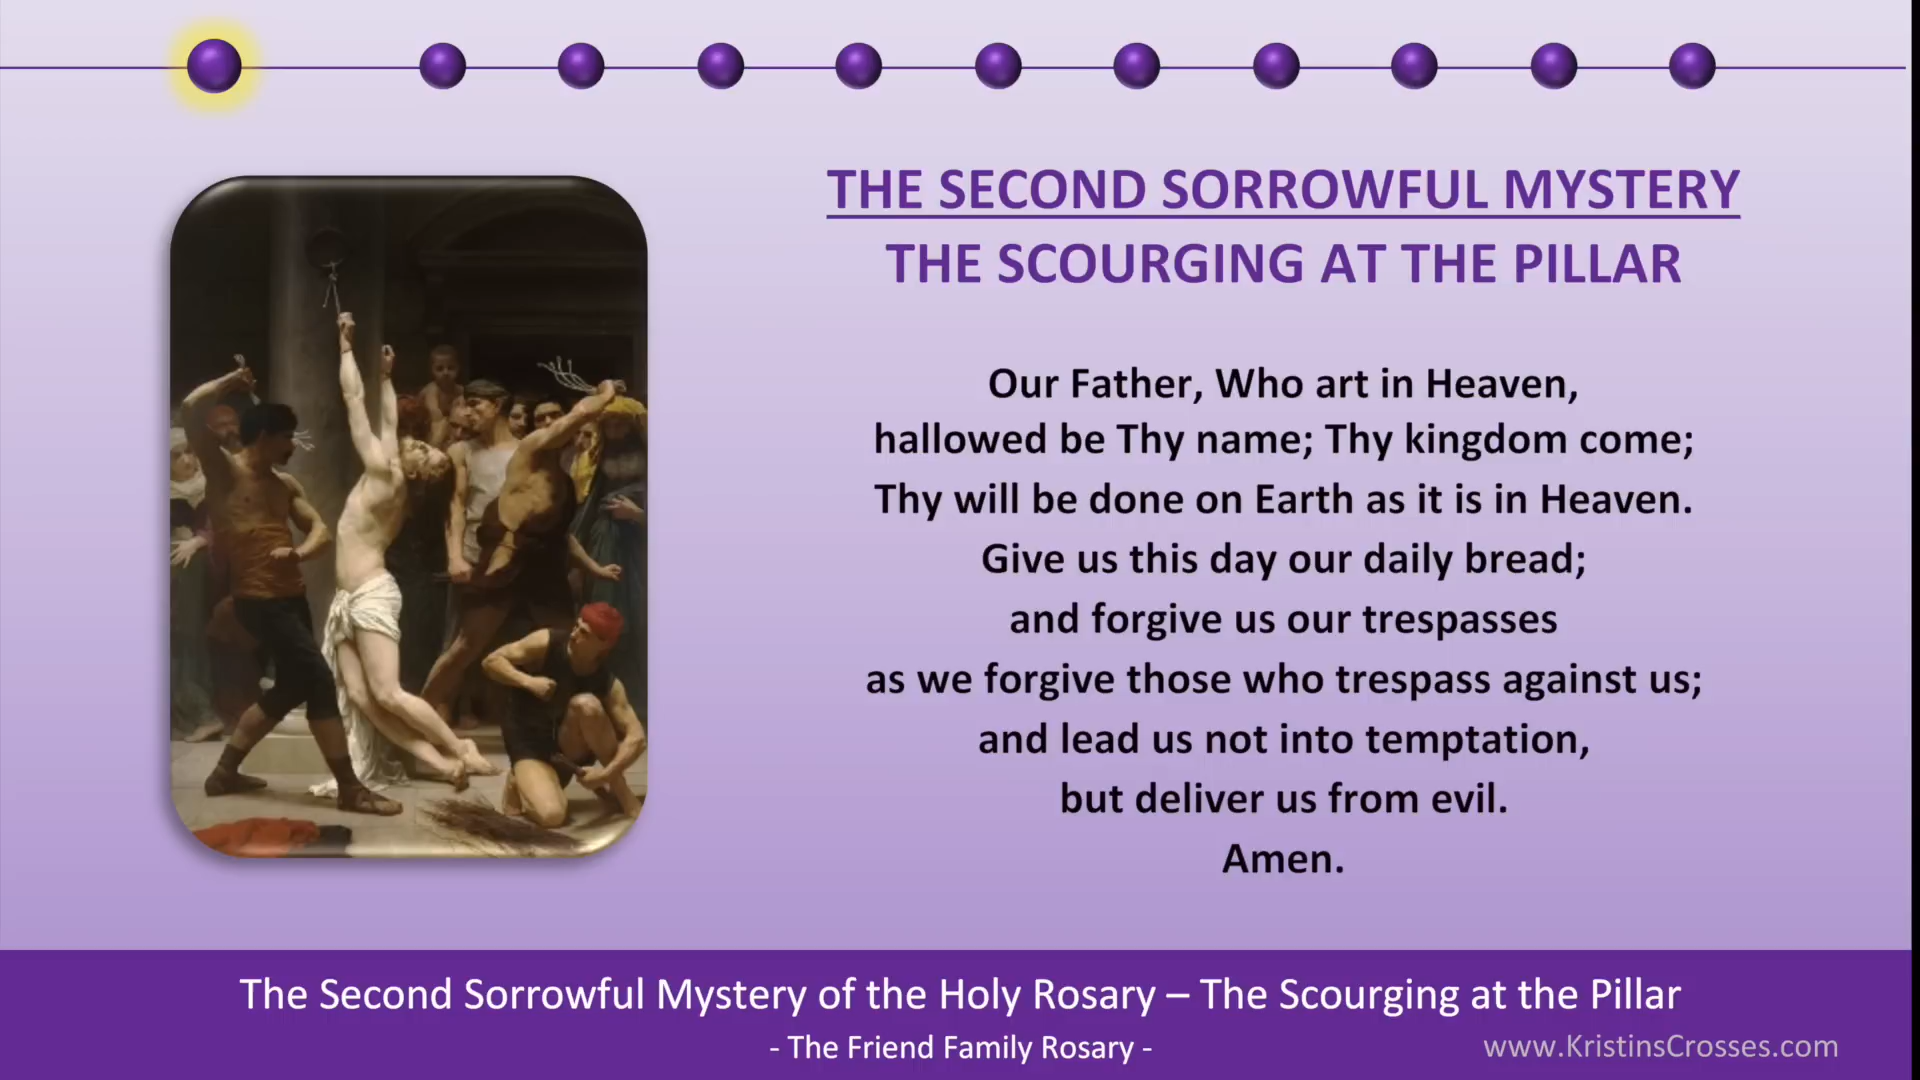 THE SECOND SORROWFUL MYSTERY
THE SCOURGING AT THE PILLAR
Our Father, Who art in Heaven,
hallowed be Thy name; Thy kingdom come;
Thy will be done on Earth as it is in Heaven.
Give us this day our daily bread;
and forgive us our trespasses
as we forgive those who trespass against us;
and lead us not into temptation,
but deliver us from evil.
Amen.
The Second Sorrowful Mystery of the Holy Rosary – The Scourging at the Pillar
- The Friend Family Rosary -
www.KristinsCrosses.com